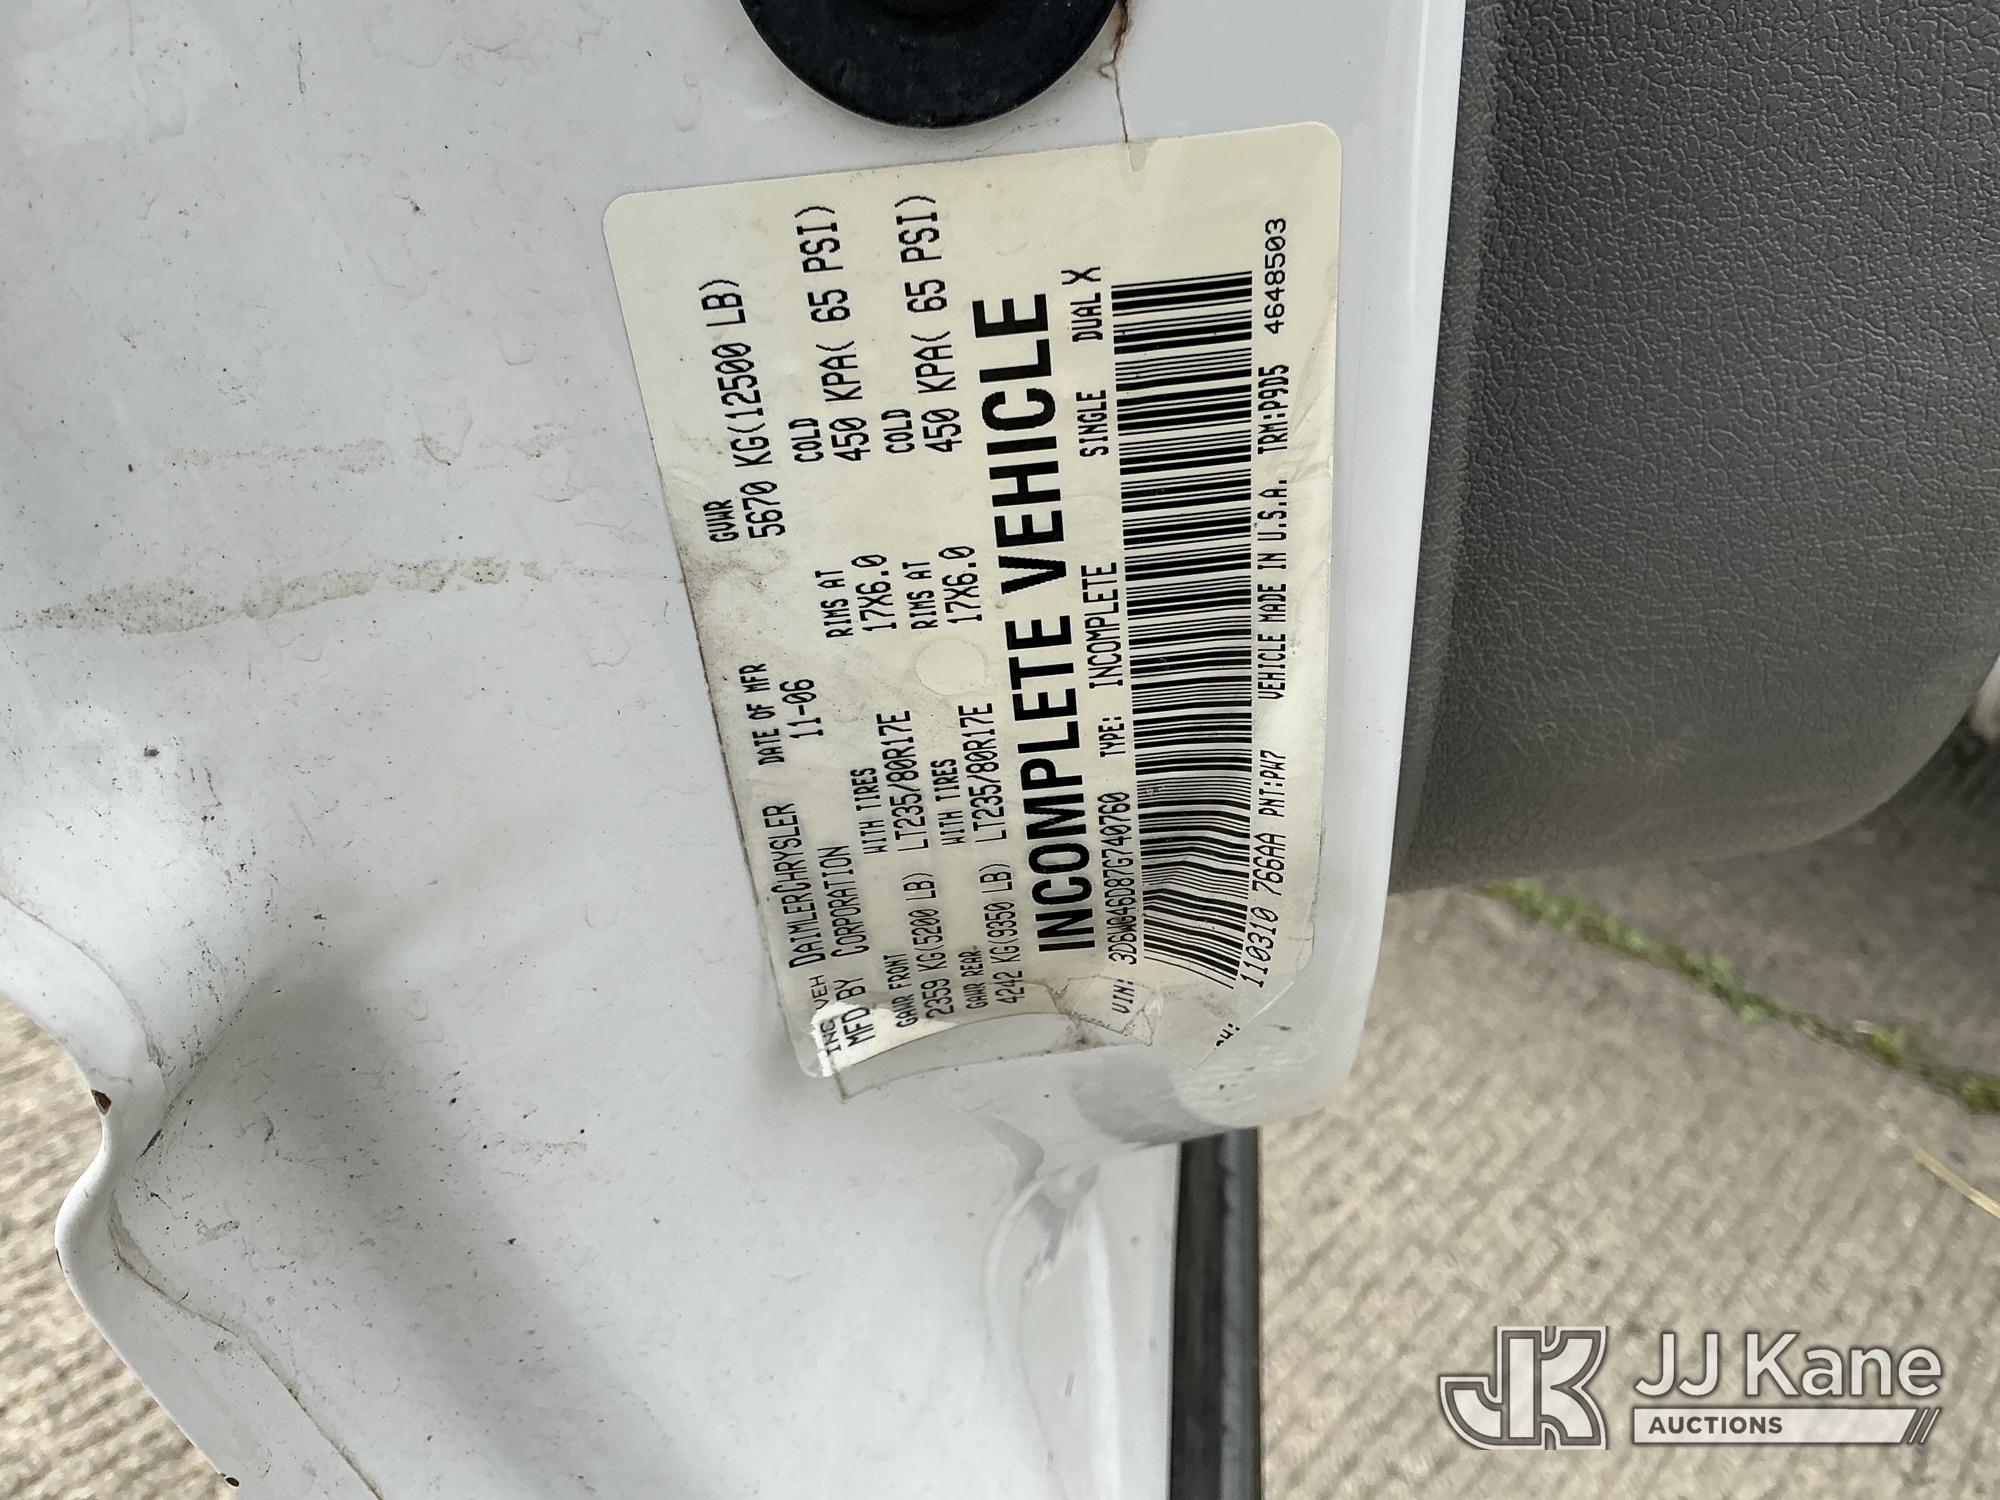 INC VEH DAIMLERCHRYSLER DATE OF MFR GVWR
MFD BY CORPORATION 11-06 5670 KG(12500 LB)
WITH TIRES RIMS AT COLD
GAWR FRONT
2359 KG(5200 LB) LT235/80R17E 17X6.0 450 KPA( 65 PSI)
WITH TIRES RIMS AT COLD
GAWR REAR
4242 KG(9350 LB) LT235/80R17E 17X6.0 450 KPA( 65 PSI)
INCOMPLETE VEHICLE
VIN: 3D6WG46D87G740760 TYPE: INCOMPLETE SINGLE DUAL X
110310 766AA PNT:PW7 VEHICLE MADE IN U.S.A. TRM:P9D5 4648503
JK JJ Kane
AUCTIONS